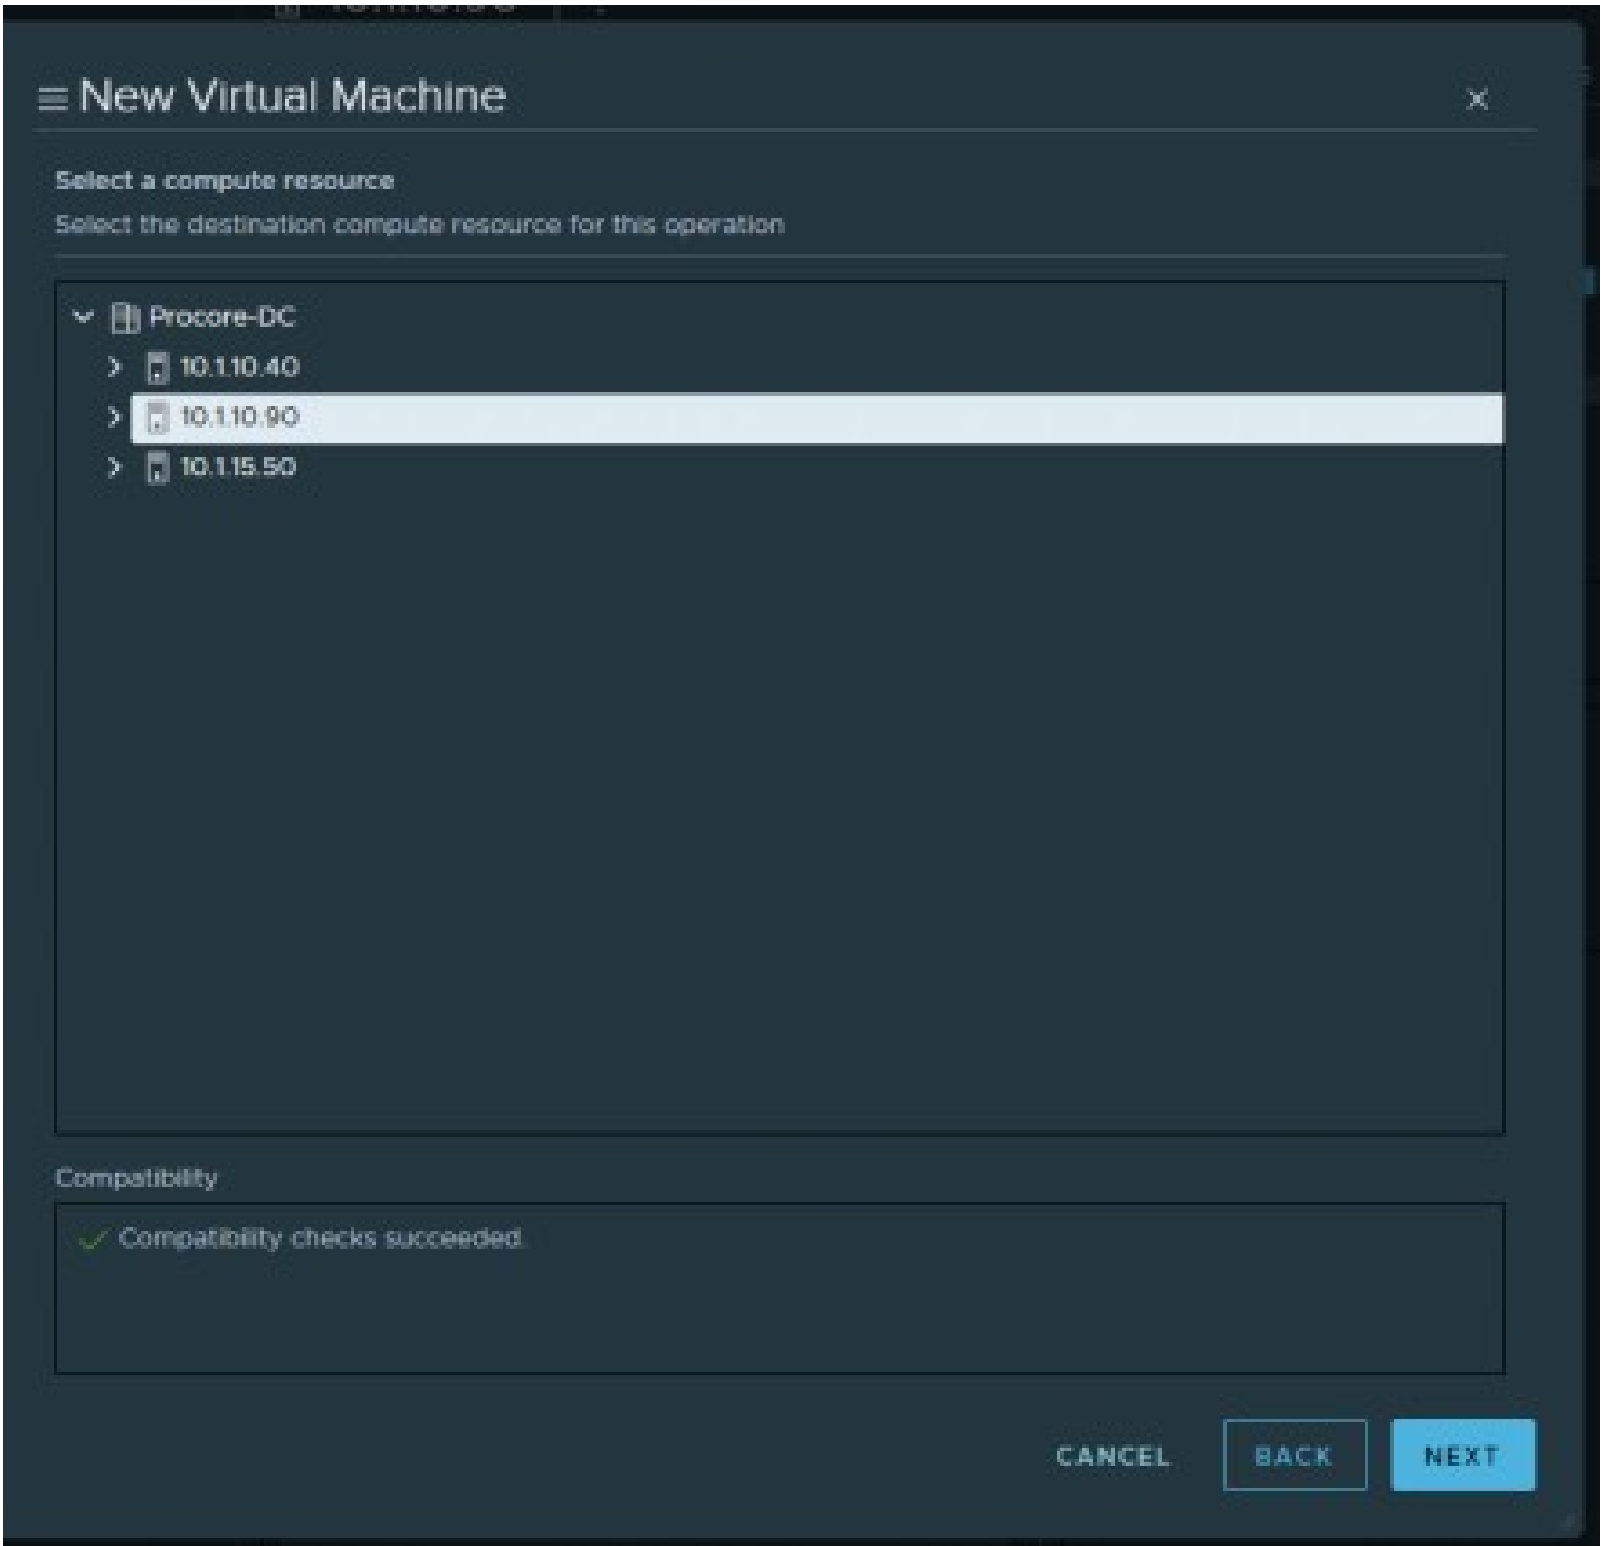 New Virtual Machine
Select a compute resource
Select the destination compute resource for this operation
Procore-DC
10.1.10.40
10.1.10.90
10.1.15.50
Compatibility
Compatibility checks succeeded.
CANCEL
BACK
NEXT